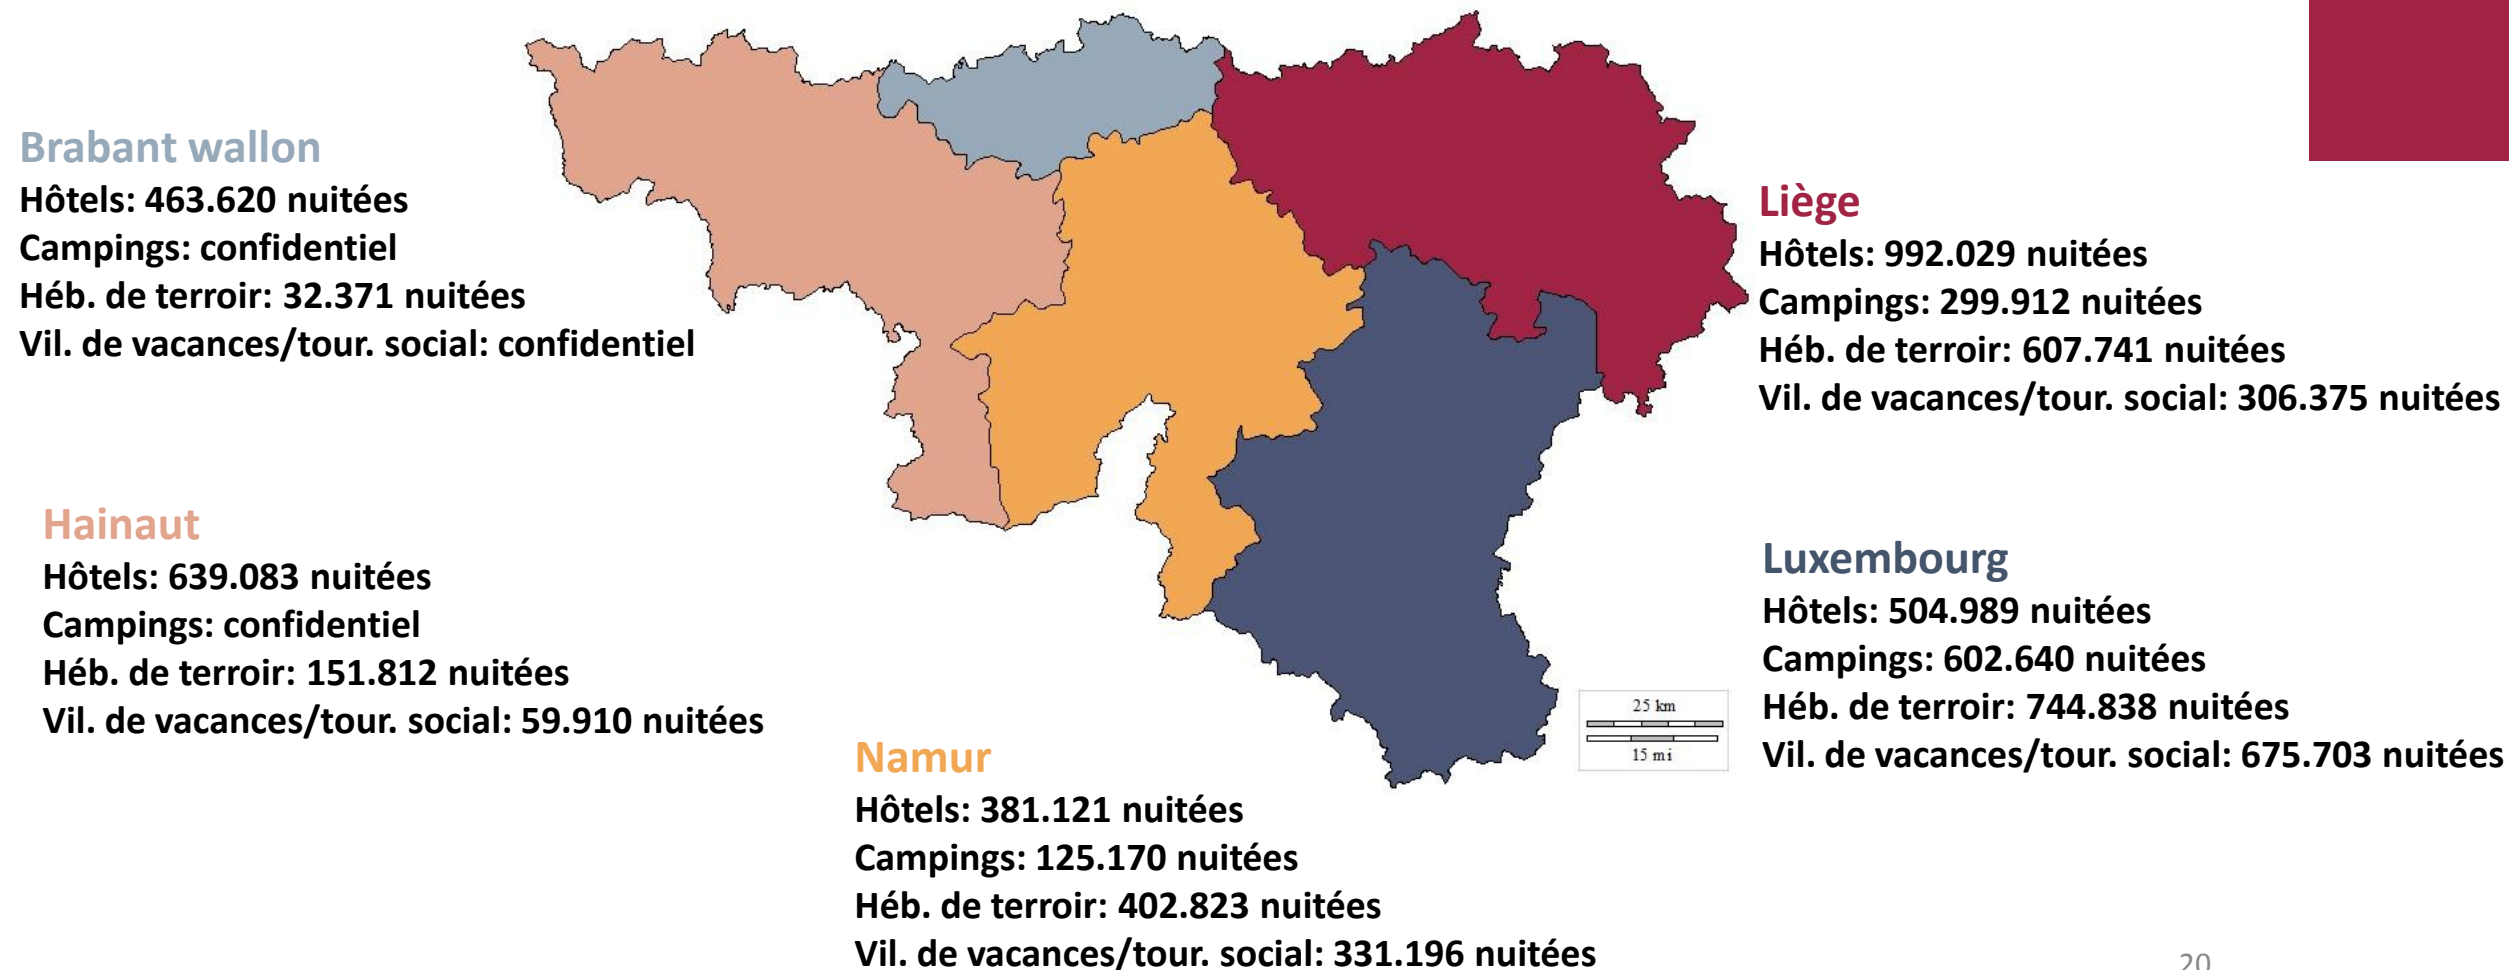 Brabant wallon
Hôtels: 463.620 nuitées
Campings: confidentiel
Héb. de terroir: 32.371 nuitées
Vil. de vacances/tour. social: confidentiel
Liège
Hôtels: 992.029 nuitées
Campings: 299.912 nuitées
Héb. de terroir: 607.741 nuitées
Vil. de vacances/tour. social: 306.375 nuitées
Hainaut
Hôtels: 639.083 nuitées
Campings: confidentiel
Héb. de terroir: 151.812 nuitées
Vil. de vacances/tour. social: 59.910 nuitées
Luxembourg
Hôtels: 504.989 nuitées
Campings: 602.640 nuitées
Héb. de terroir: 744.838 nuitées
Vil. de vacances/tour. social: 675.703 nuitées
25 km
15 mi
Namur
Hôtels: 381.121 nuitées
Campings: 125.170 nuitées
Héb. de terroir: 402.823 nuitées
Vil. de vacances/tour. social: 331.196 nuitées
20